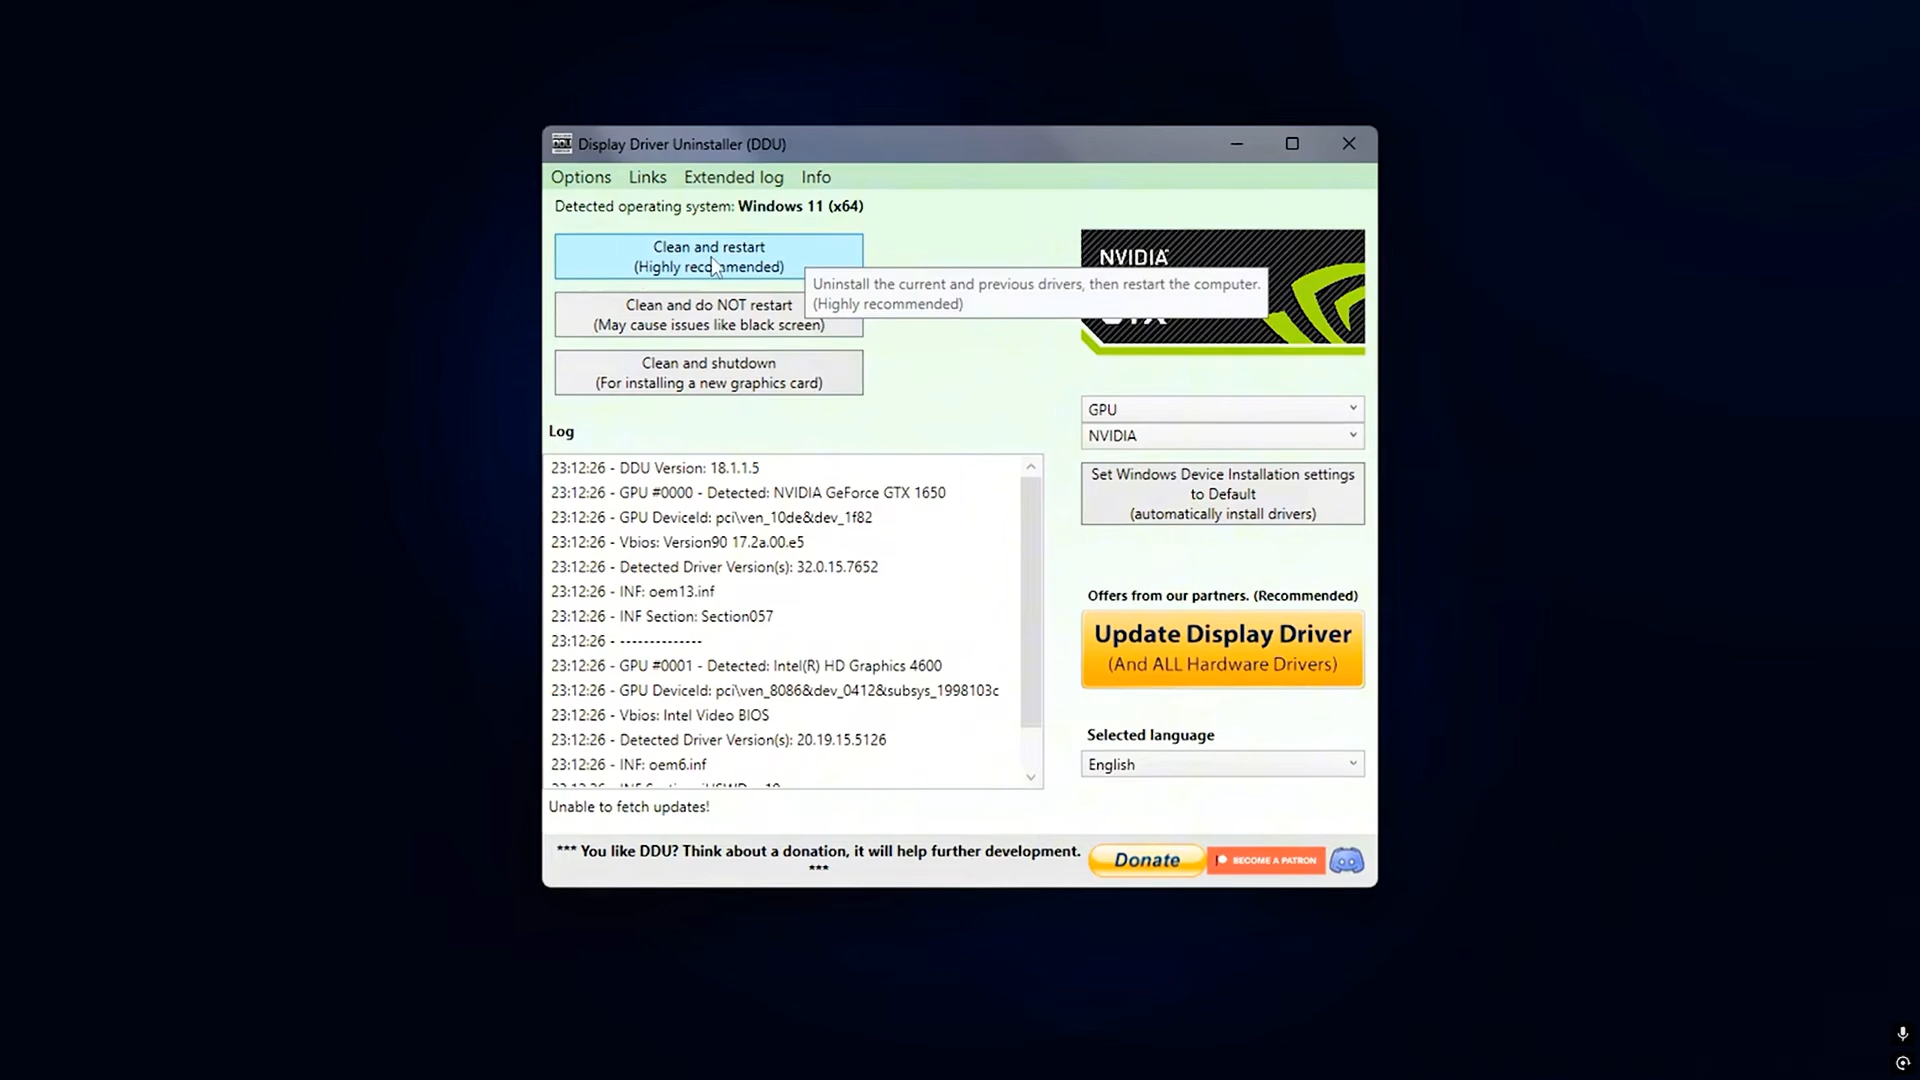 Display Driver Uninstaller (DDU)
Options Links Extended log Info
Detected operating system: Windows 11 (x64)
Clean and restart
(Highly recommended)
Uninstall the current and previous drivers, then restart the computer.
(Highly recommended)
Clean and do NOT restart
(May cause issues like black screen)
Clean and shutdown
(For installing a new graphics card)
NVIDIA
GPU
NVIDIA
Set Windows Device Installation settings
to Default
(automatically install drivers)
Log
23:12:26 - DDU Version: 18.1.1.5
23:12:26 - GPU #0000 - Detected: NVIDIA GeForce GTX 1650
23:12:26 - GPU DeviceId: pci\ven_10de&dev_1f82
23:12:26 - Vbios: Version90 17.2a.00.e5
23:12:26 - Detected Driver Version(s): 32.0.15.7652
23:12:26 - INF: oem13.inf
23:12:26 - INF Section: Section057
23:12:26 - --------------
23:12:26 - GPU #0001 - Detected: Intel(R) HD Graphics 4600
23:12:26 - GPU DeviceId: pci\ven_8086&dev_0412&subsys_1998103c
23:12:26 - Vbios: Intel Video BIOS
23:12:26 - Detected Driver Version(s): 20.19.15.5126
23:12:26 - INF: oem6.inf
Unable to fetch updates!
Offers from our partners. (Recommended)
Update Display Driver
(And ALL Hardware Drivers)
Selected language
English
*** You like DDU? Think about a donation, it will help further development.
***
Donate
BECOME A PATRON